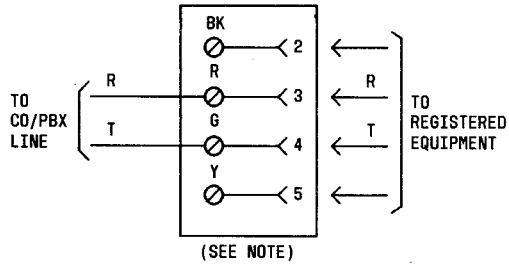 BK
2
R
R
3
R
TO
CO/PBX
LINE
TO
REGISTERED
EQUIPMENT
T
G
4
T
Y
5
(SEE NOTE)